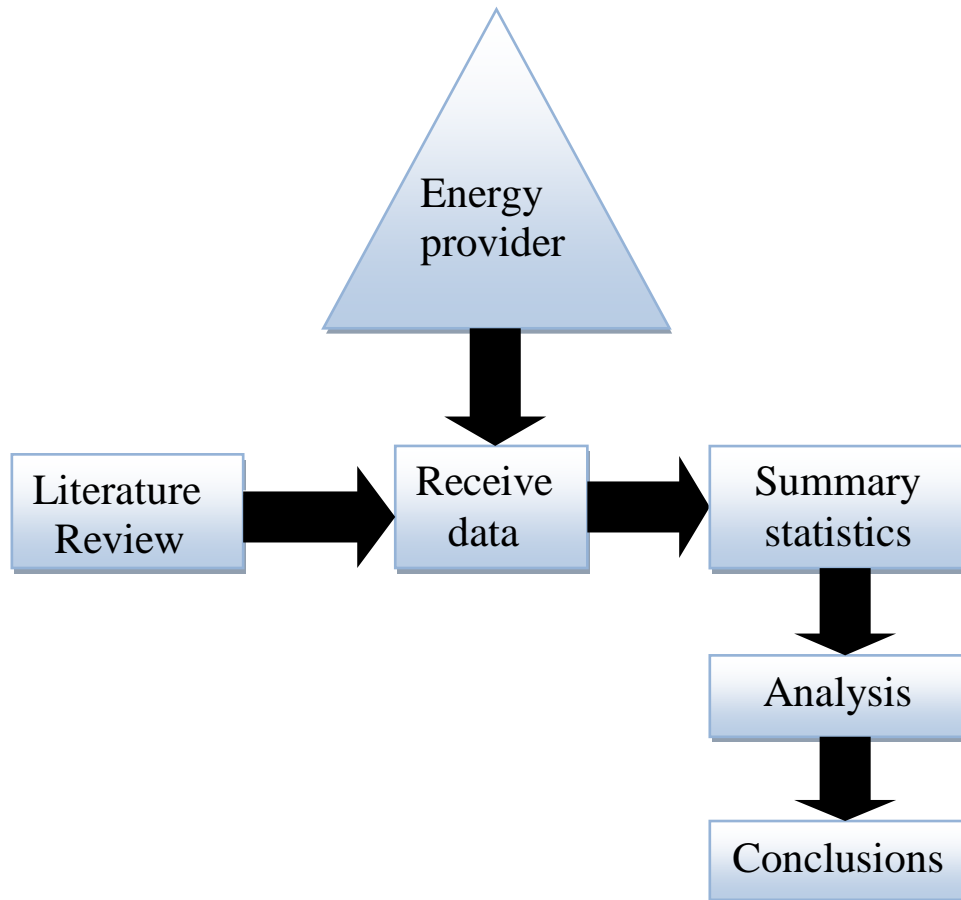 Energy
provider
Literature
Review
Receive
data
Summary
statistics
Analysis
Conclusions